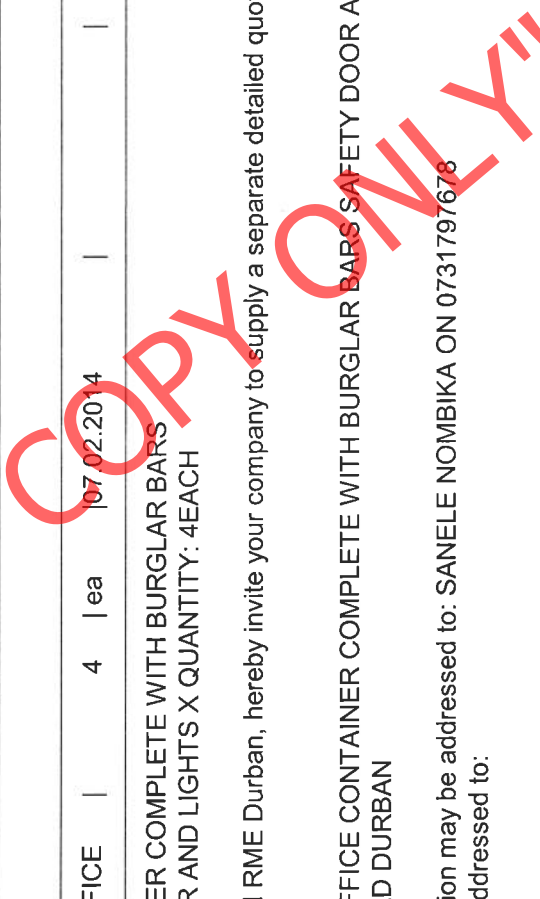 FICE | 4 | ea |07.02.2014 | |
ER COMPLETE WITH BURGLAR BARS
R AND LIGHTS X QUANTITY: 4EACH
RME Durban, hereby invite your company to supply a separate detailed quo
FFICE CONTAINER COMPLETE WITH BURGLAR BARS SAFETY DOOR A
D DURBAN
ion may be addressed to: SANELE NOMBIKA ON 0731797678
ddressed to:
COPY ONLY"